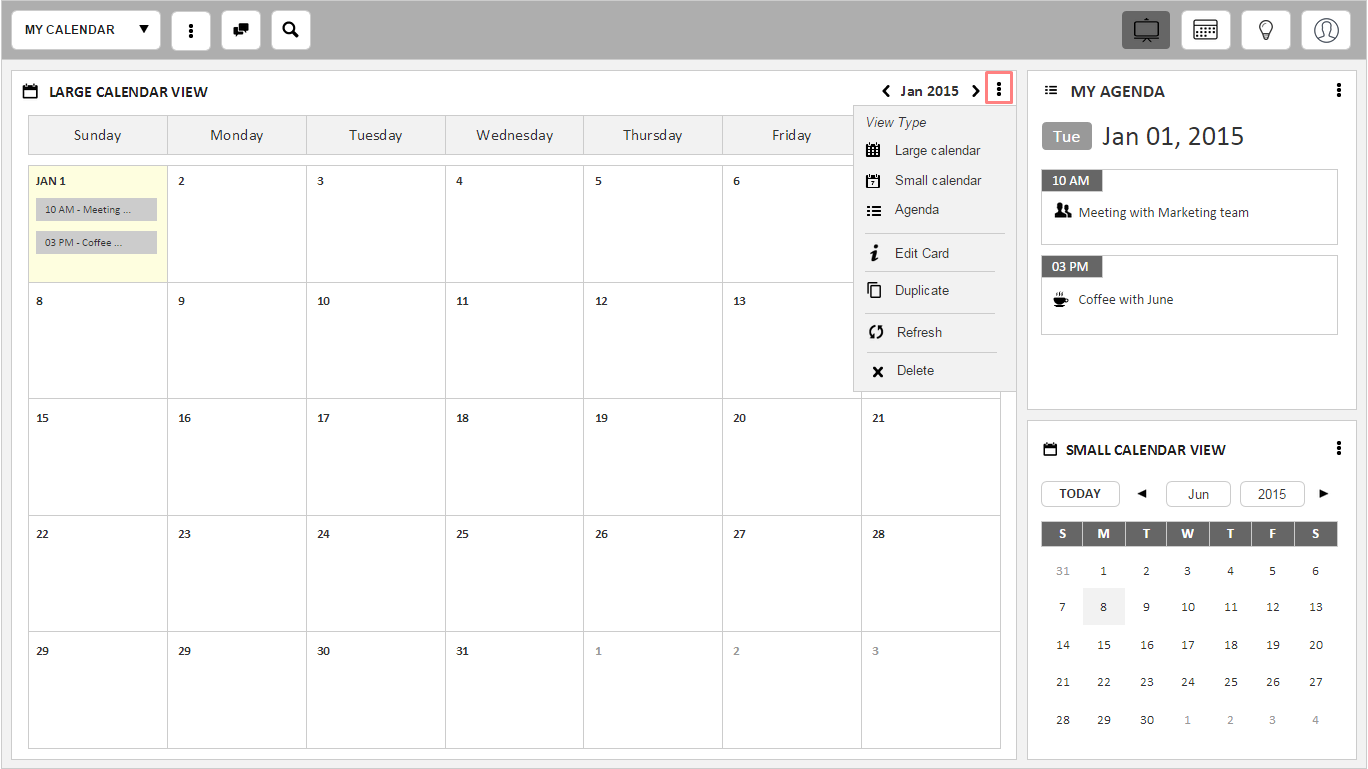 MY CALENDAR
LARGE CALENDAR VIEW
Jan 2015
Sunday Monday Tuesday Wednesday Thursday Friday
View Type
Large calendar
Small calendar
Agenda
Edit Card
Duplicate
Refresh
Delete
JAN 1 2 3 4 5 6
10 AM - Meeting ...
03 PM - Coffee ...
8 9 10 11 12 13
15 16 17 18 19 20 21
22 23 24 25 26 27 28
29 29 30 31 1 2 3
MY AGENDA
Tue Jan 01, 2015
10 AM
Meeting with Marketing team
03 PM
Coffee with June
SMALL CALENDAR VIEW
TODAY Jun 2015
S M T W T F S
31 1 2 3 4 5 6
7 8 9 10 11 12 13
14 15 16 17 18 19 20
21 22 23 24 25 26 27
28 29 30 1 2 3 4